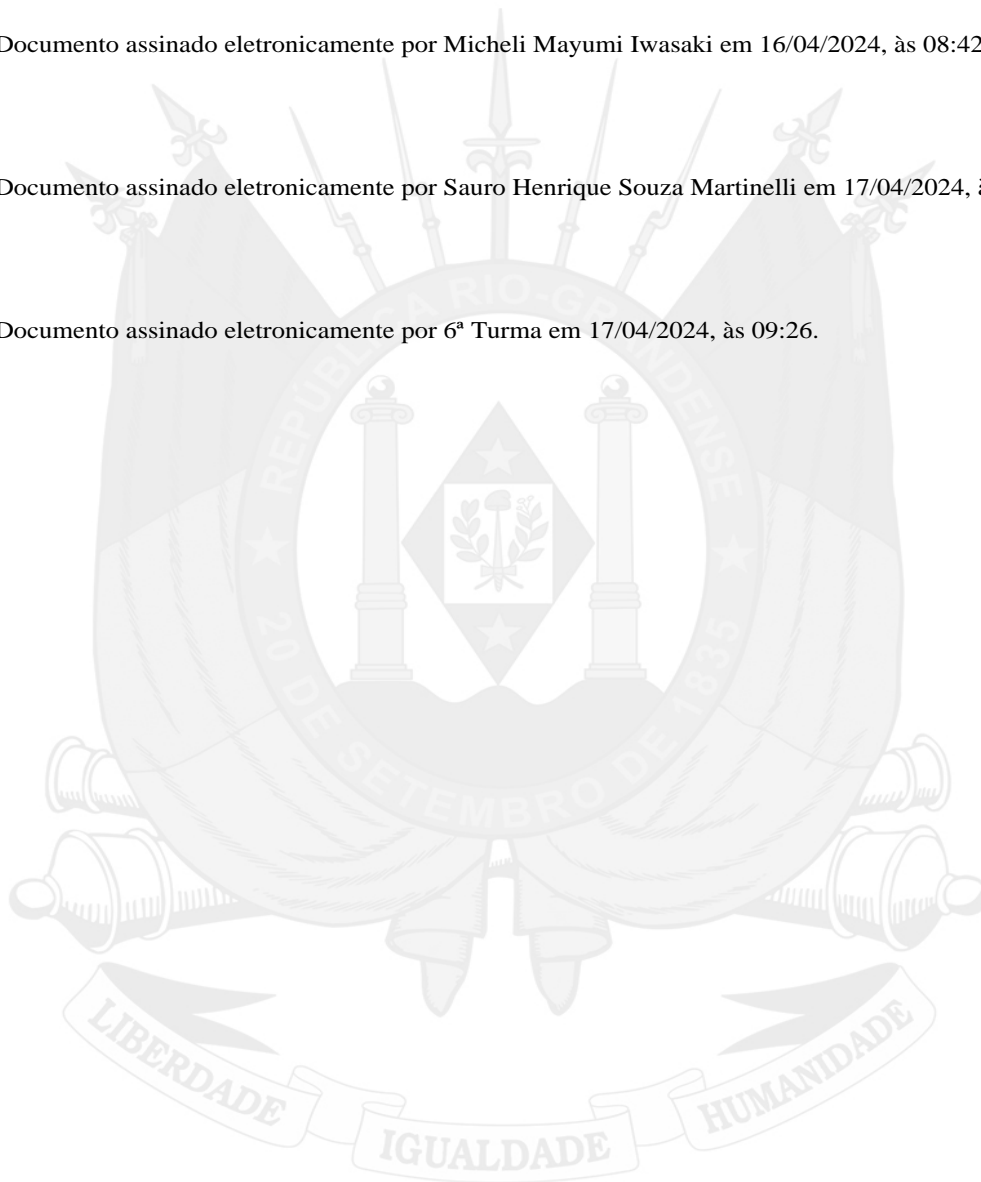 Documento assinado eletronicamente por Micheli Mayumi Iwasaki em 16/04/2024, às 08:42
Documento assinado eletronicamente por Sauro Henrique Souza Martinelli em 17/04/2024,
Documento assinado eletronicamente por 6ª Turma em 17/04/2024, às 09:26.
REPÚBLICA RIO-GRANDENSE
20 DE SETEMBRO DE 1835
LIBERDADE
IGUALDADE
HUMANIDADE